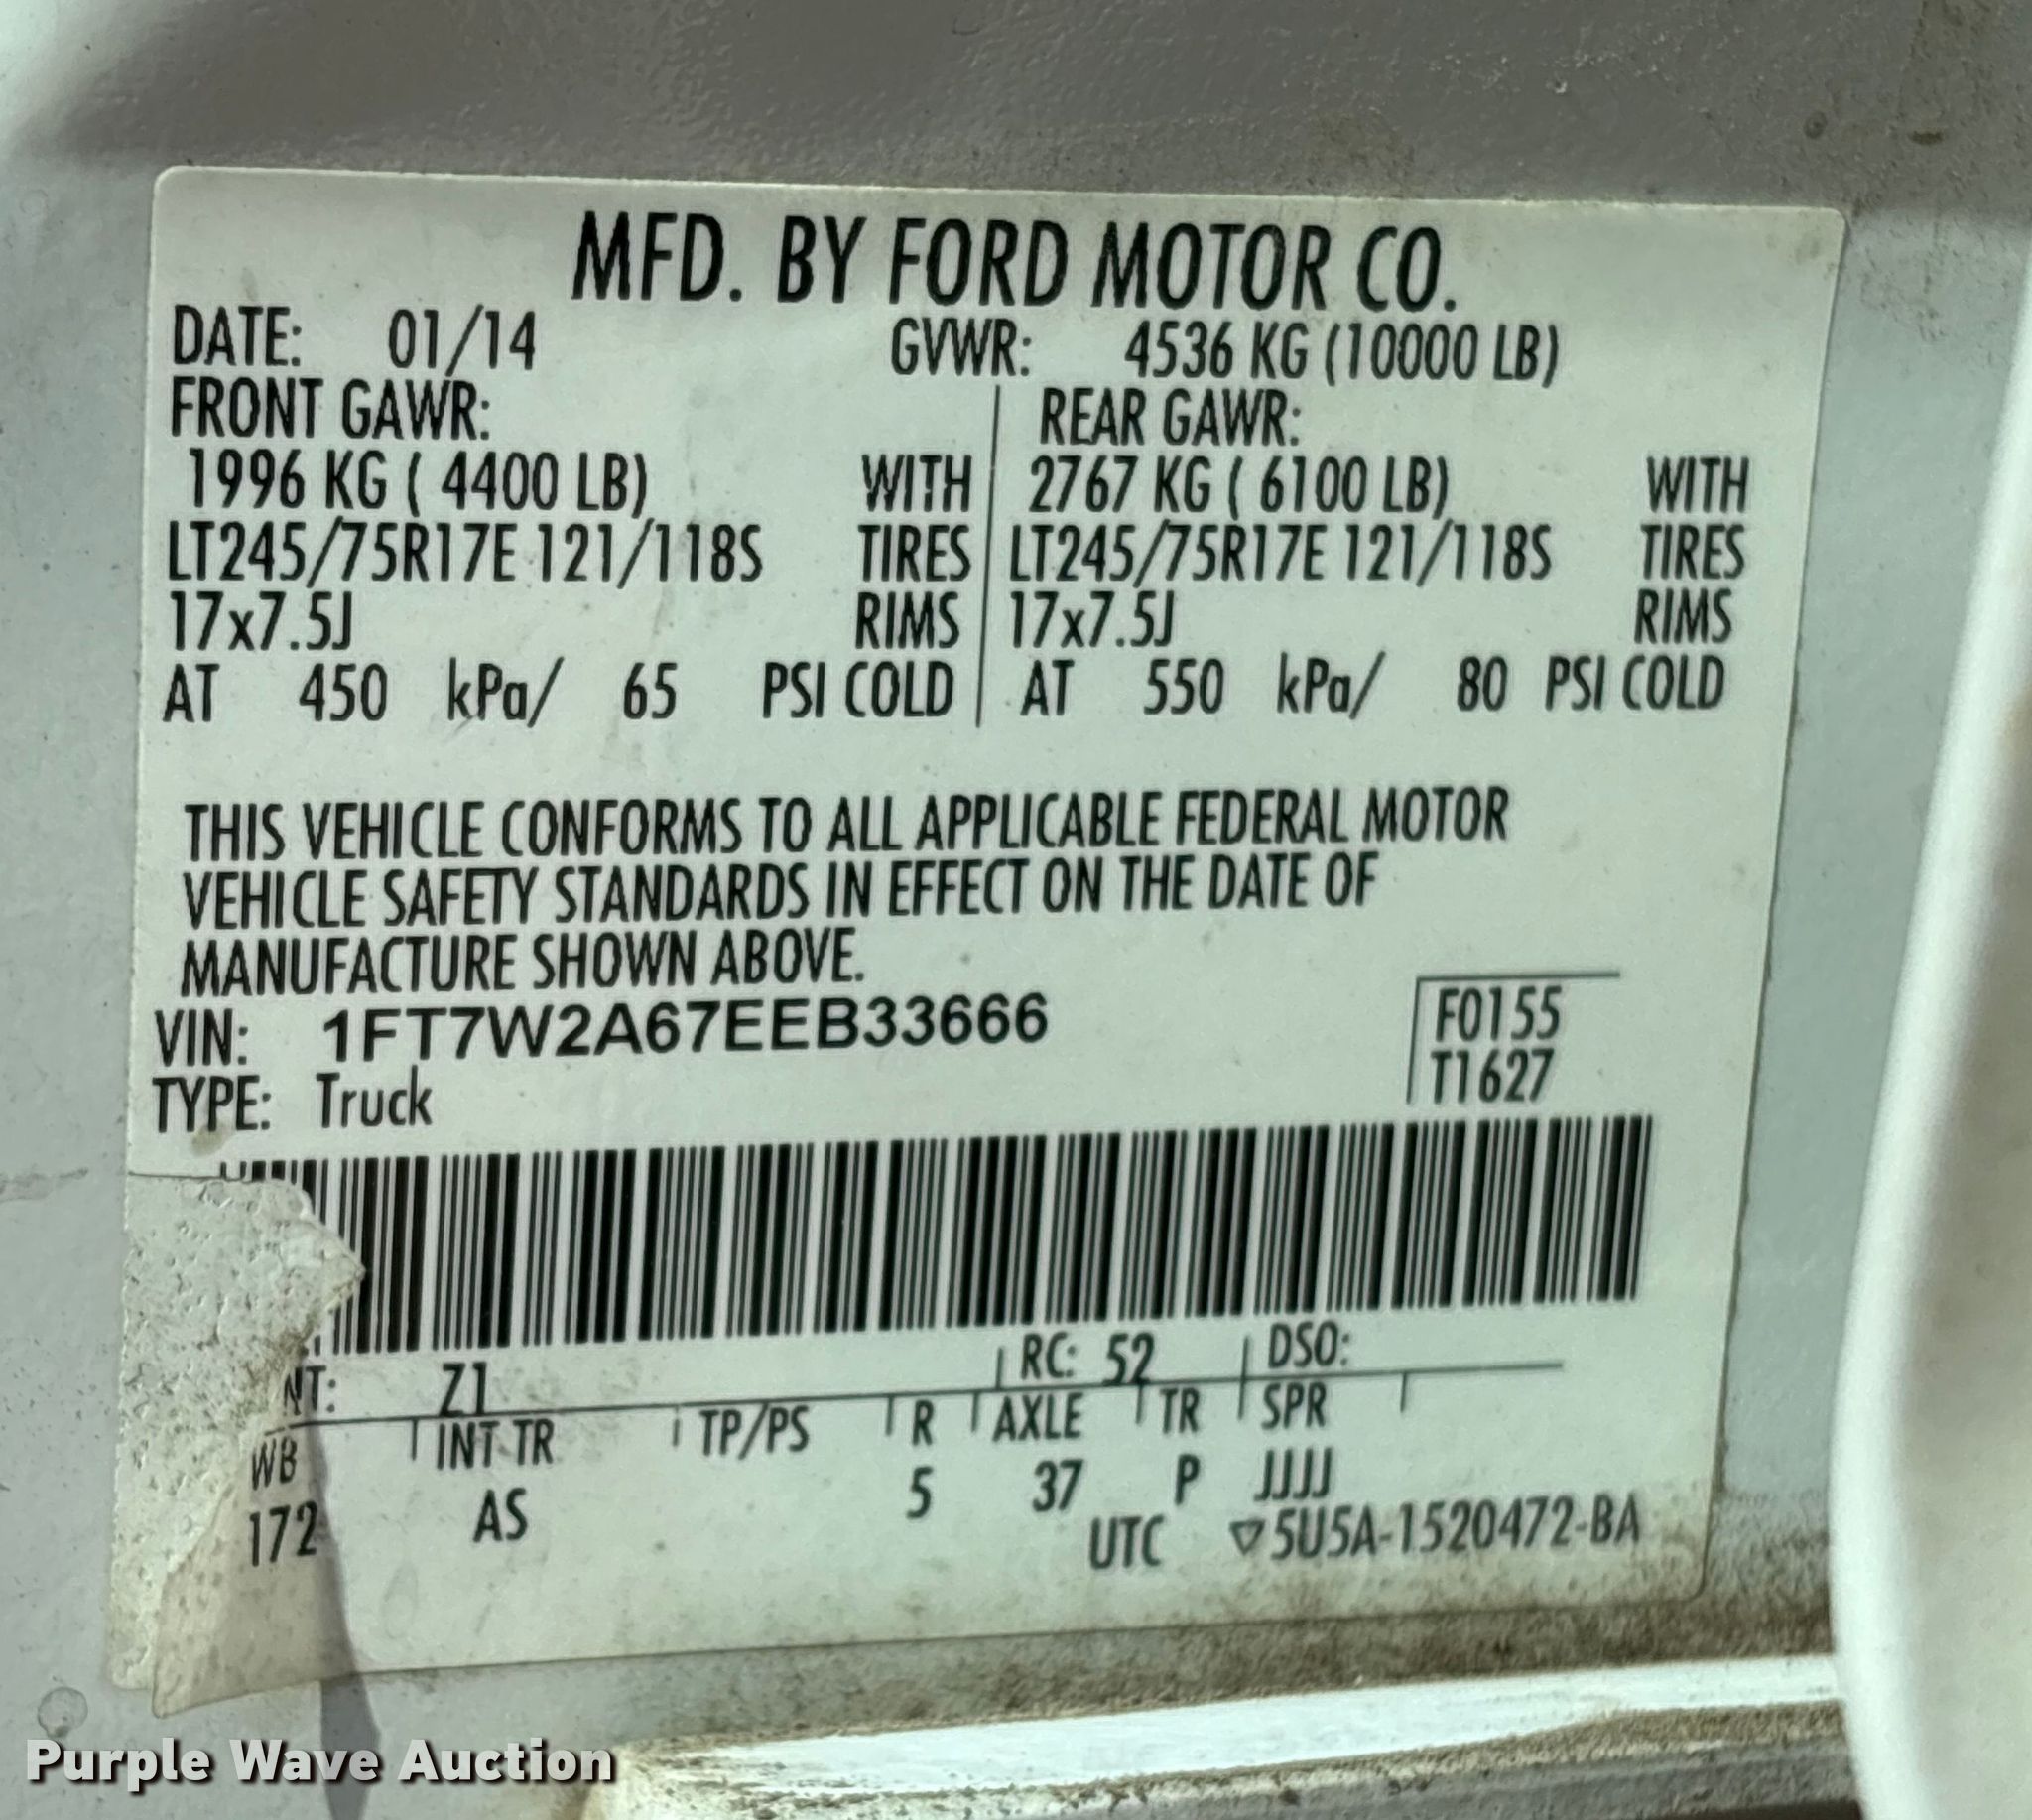 MFD. BY FORD MOTOR CO.
DATE: 01/14 GVWR: 4536 KG (10000 LB)
FRONT GAWR: REAR GAWR:
1996 KG ( 4400 LB) WITH 2767 KG ( 6100 LB) WITH
LT245/75R17E 121/118S TIRES LT245/75R17E 121/118S TIRES
17x7.5J RIMS 17x7.5J RIMS
AT 450 kPa/ 65 PSI COLD AT 550 kPa/ 80 PSI COLD
THIS VEHICLE CONFORMS TO ALL APPLICABLE FEDERAL MOTOR
VEHICLE SAFETY STANDARDS IN EFFECT ON THE DATE OF
MANUFACTURE SHOWN ABOVE.
VIN: 1FT7W2A67EEB33666 F0155
TYPE: Truck T1627
NT: Z1 RC: 52 DSO:
WB INT TR TP/PS R AXLE TR SPR
172 AS 5 37 P JJJJ
UTC ▽5U5A-1520472-BA
Purple Wave Auction